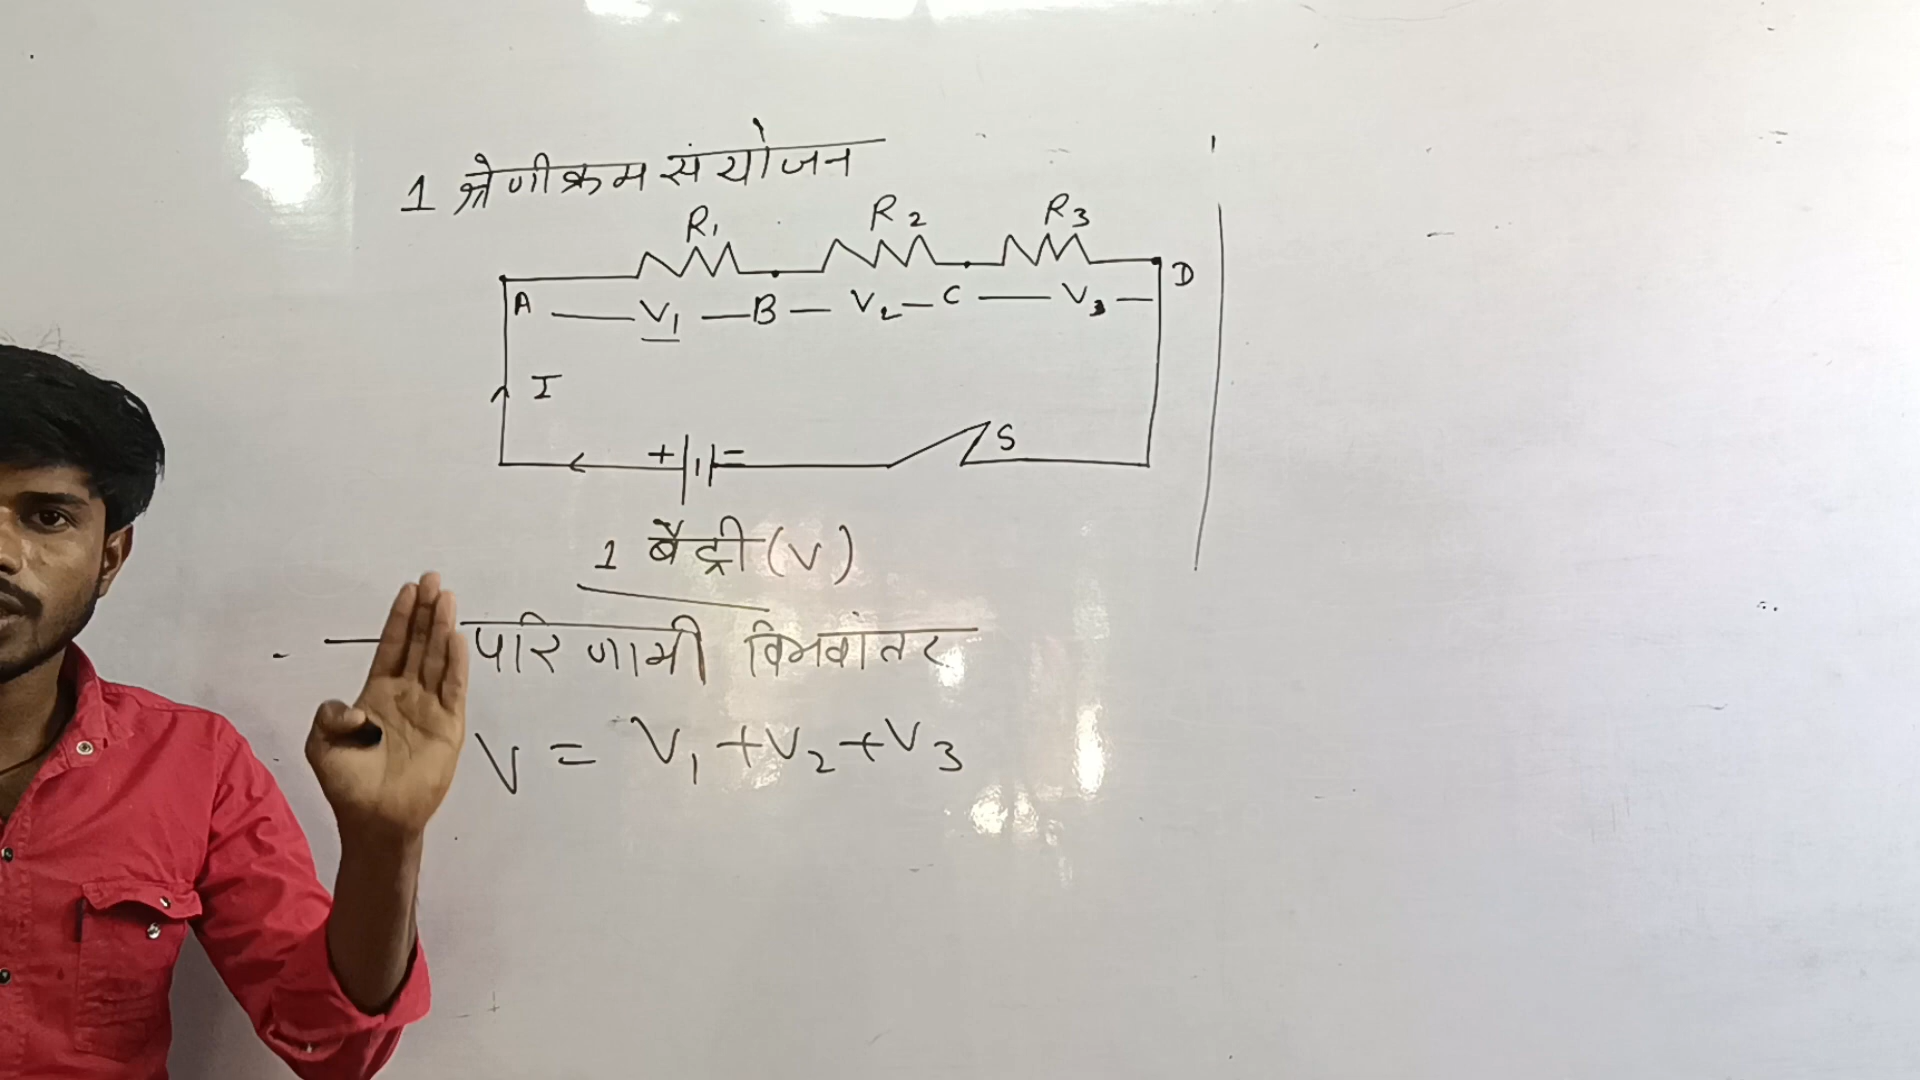 1 श्रेणीक्रम संयोजन
R₁ R₂ R₃
A — V₁ — B — V₂ — C — V₃ — D
I
+ = S
1 बैट्री (V)
परिणामी विभवांतर
V = V₁ + V₂ + V₃